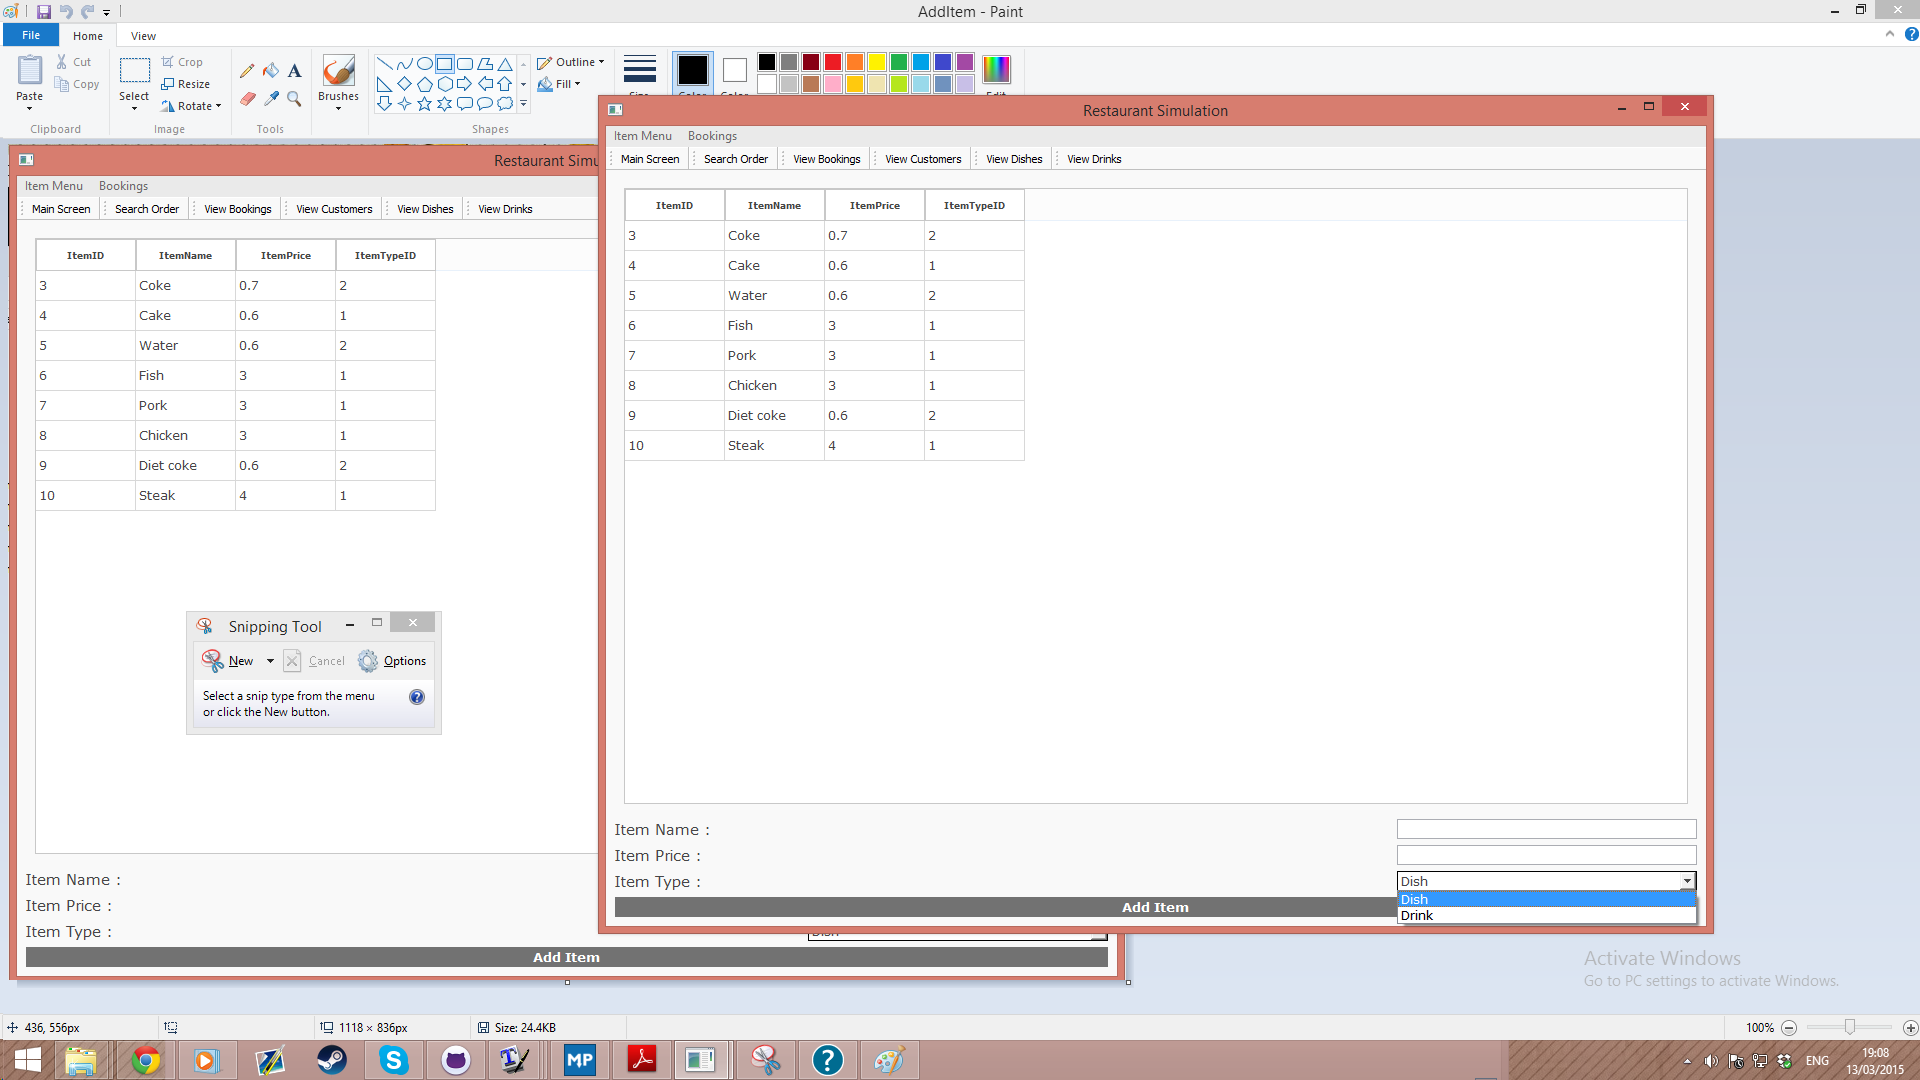 AddItem - Paint
File Home View
Paste Cut Copy Clipboard
Select Crop Resize Rotate Image
Tools
Brushes
Outline Fill Shapes
Restaurant Simulation
Item Menu Bookings
Main Screen Search Order View Bookings View Customers View Dishes View Drinks
ItemID ItemName ItemPrice ItemTypeID
3 Coke 0.7 2
4 Cake 0.6 1
5 Water 0.6 2
6 Fish 3 1
7 Pork 3 1
8 Chicken 3 1
9 Diet coke 0.6 2
10 Steak 4 1
Item Name :
Item Price :
Item Type : Dish
Dish
Drink
Add Item
Restaurant Simu
Item Menu Bookings
Main Screen Search Order View Bookings View Customers View Dishes View Drinks
ItemID ItemName ItemPrice ItemTypeID
3 Coke 0.7 2
4 Cake 0.6 1
5 Water 0.6 2
6 Fish 3 1
7 Pork 3 1
8 Chicken 3 1
9 Diet coke 0.6 2
10 Steak 4 1
Snipping Tool
New Cancel Options
Select a snip type from the menu
or click the New button.
Item Name :
Item Price :
Item Type :
Add Item
Activate Windows
Go to PC settings to activate Windows.
436, 556px 1118 × 836px Size: 24.4KB 100%
MP ENG 19:08
13/03/2015